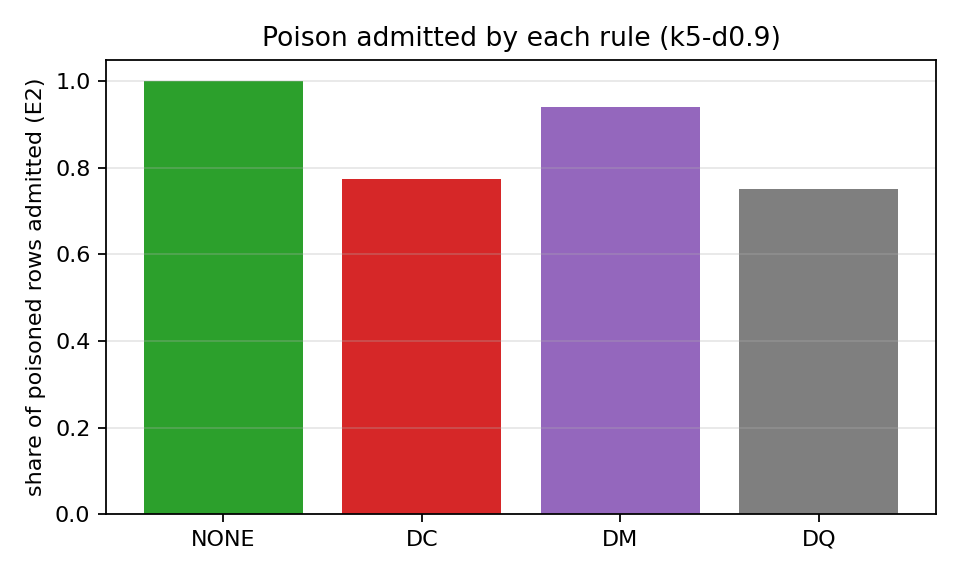 Poison admitted by each rule (k5-d0.9)
share of poisoned rows admitted (E2)
1.0
0.8
0.6
0.4
0.2
0.0
NONE DC DM DQ